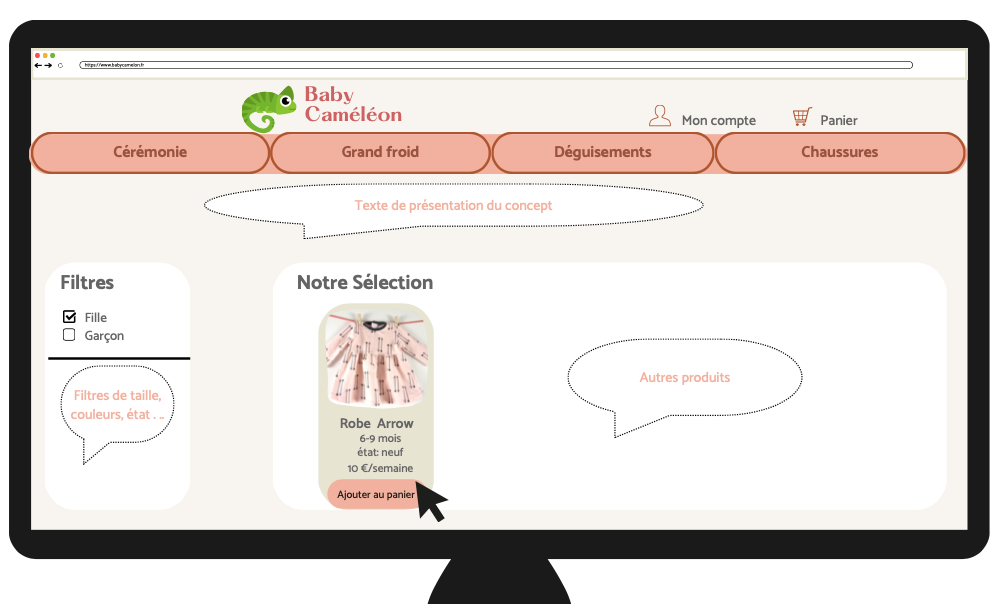 https://www.babycameleon.fr
Baby
Caméléon
Mon compte
Panier
Cérémonie
Grand froid
Déguisements
Chaussures
Texte de présentation du concept
Filtres
Fille
Garçon
Filtres de taille,
couleurs, état . ..
Notre Sélection
Robe Arrow
6-9 mois
état: neuf
10 €/semaine
Ajouter au panier
Autres produits